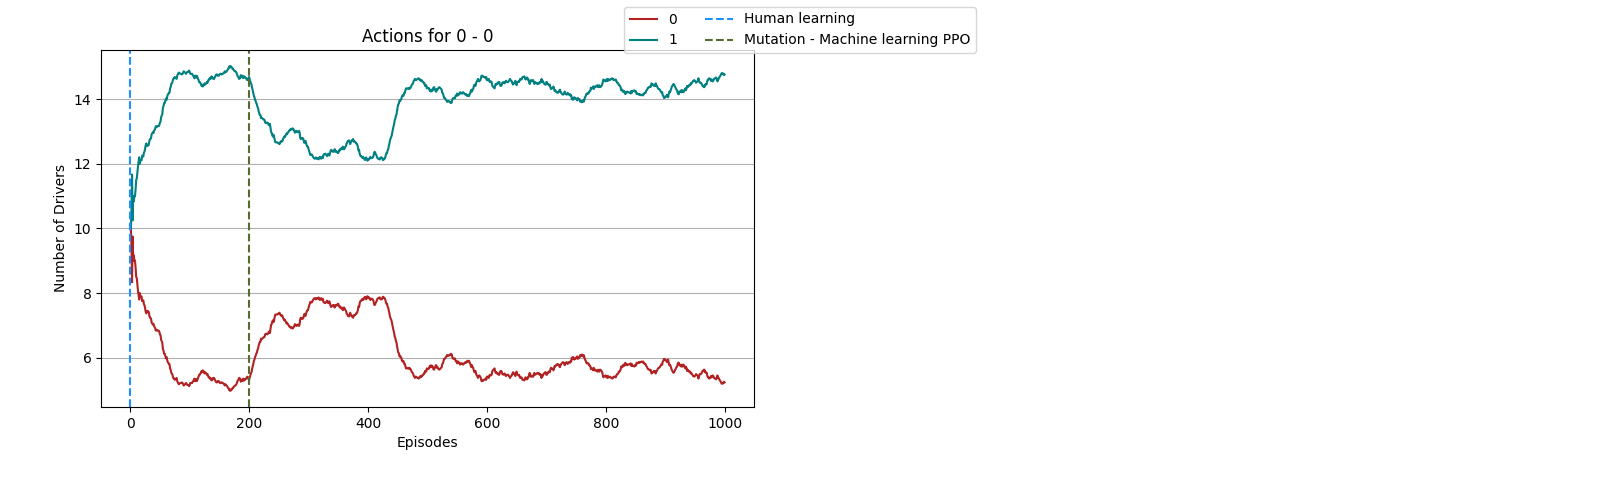 0
1
Human learning
Mutation - Machine learning PPO
Actions for 0 - 0
Number of Drivers
14
12
10
8
6
0 200 400 600 800 1000
Episodes